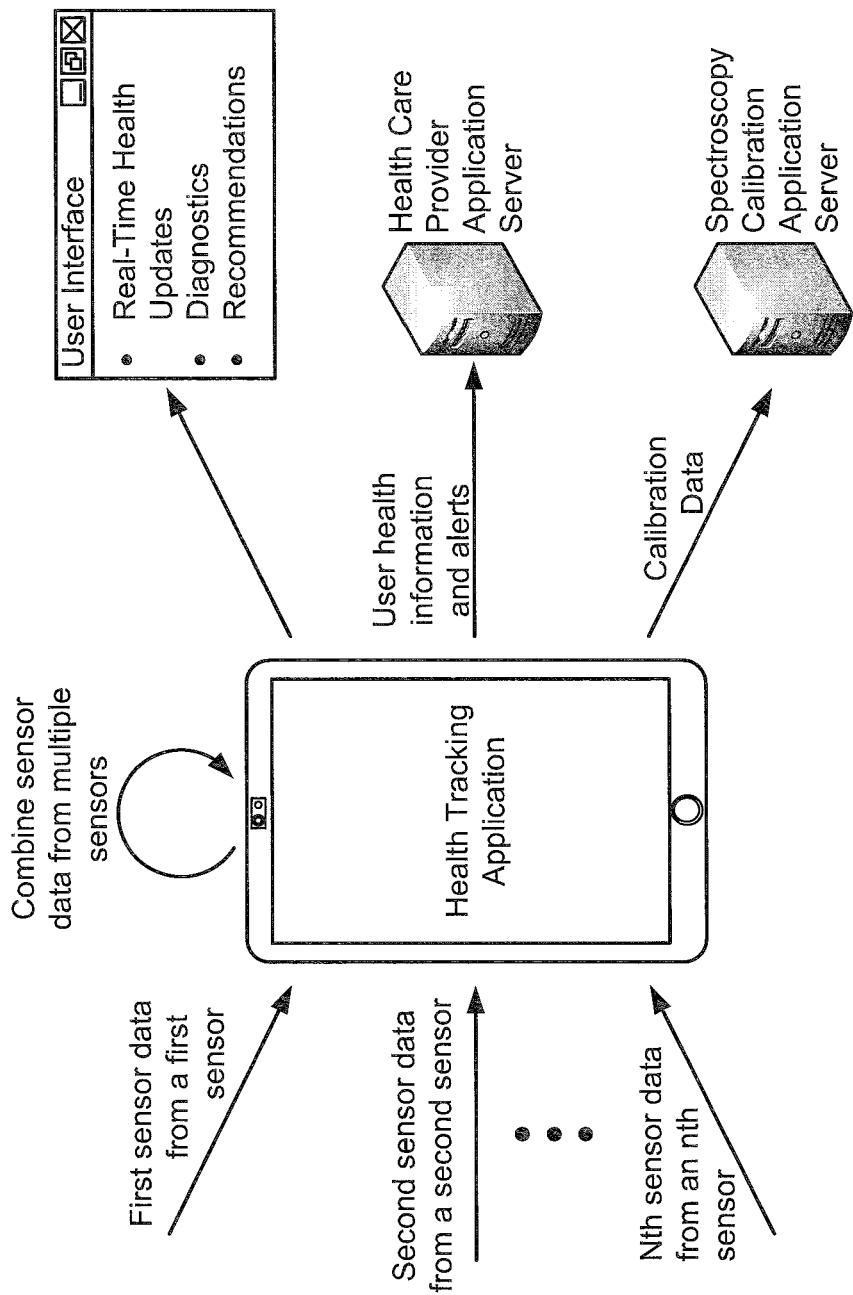 First sensor data
from a first
sensor
Second sensor data
from a second sensor
Nth sensor data
from an nth
sensor
Combine sensor
data from multiple
sensors
Health Tracking
Application
User health
information
and alerts
Calibration
Data
User Interface
• Real-Time Health
Updates
• Diagnostics
• Recommendations
Health Care
Provider
Application
Server
Spectroscopy
Calibration
Application
Server